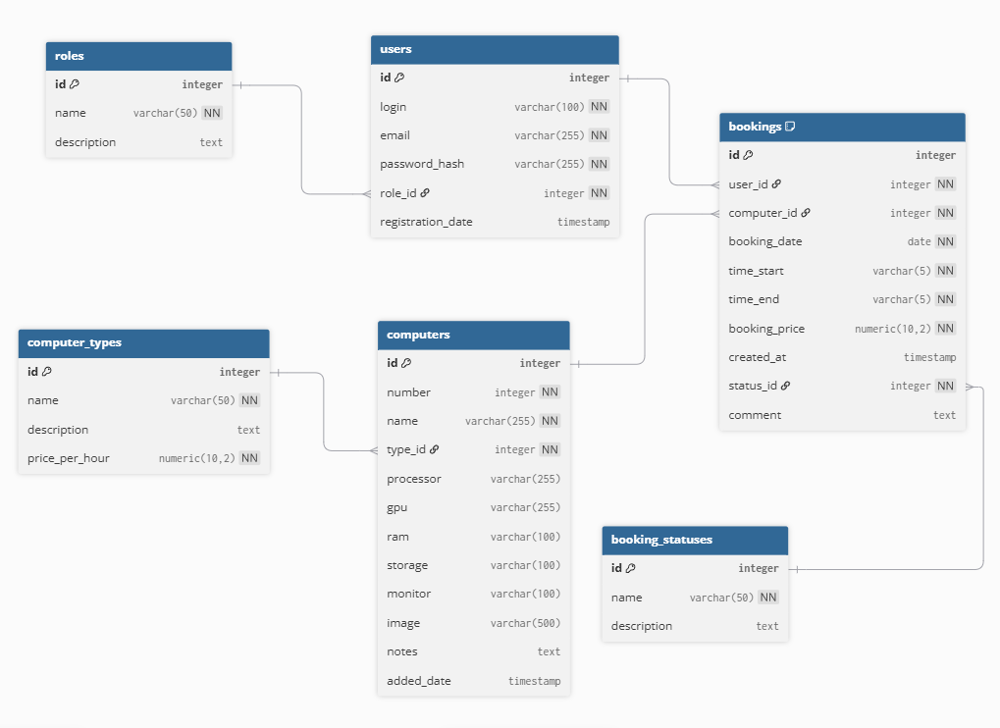 roles
id integer
name varchar(50) NN
description text
users
id integer
login varchar(100) NN
email varchar(255) NN
password_hash varchar(255) NN
role_id integer NN
registration_date timestamp
bookings
id integer
user_id integer NN
computer_id integer NN
booking_date date NN
time_start varchar(5) NN
time_end varchar(5) NN
booking_price numeric(10,2) NN
created_at timestamp
status_id integer NN
comment text
computer_types
id integer
name varchar(50) NN
description text
price_per_hour numeric(10,2) NN
computers
id integer
number integer NN
name varchar(255) NN
type_id integer NN
processor varchar(255)
gpu varchar(255)
ram varchar(100)
storage varchar(100)
monitor varchar(100)
image varchar(500)
notes text
added_date timestamp
booking_statuses
id integer
name varchar(50) NN
description text